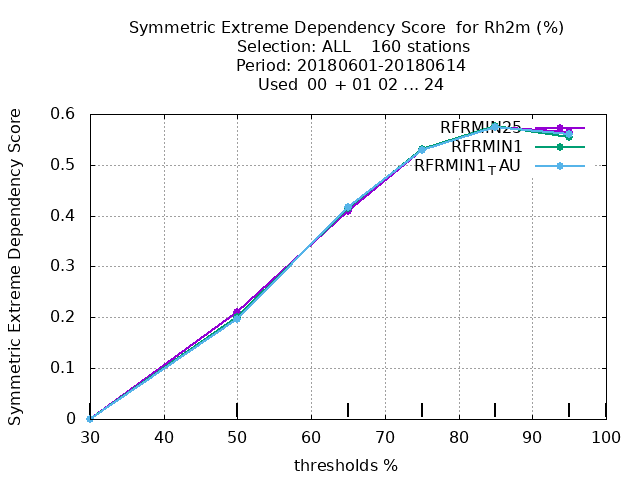 Symmetric Extreme Dependency Score  for Rh2m (%)
Selection: ALL    160 stations
Period: 20180601-20180614
Used  00  + 01 02 ... 24
Symmetric Extreme Dependency Score
0.6
0.5
0.4
0.3
0.2
0.1
0
RFRMIN25
RFRMIN1
RFRMIN1TAU
30 40 50 60 70 80 90 100
thresholds %